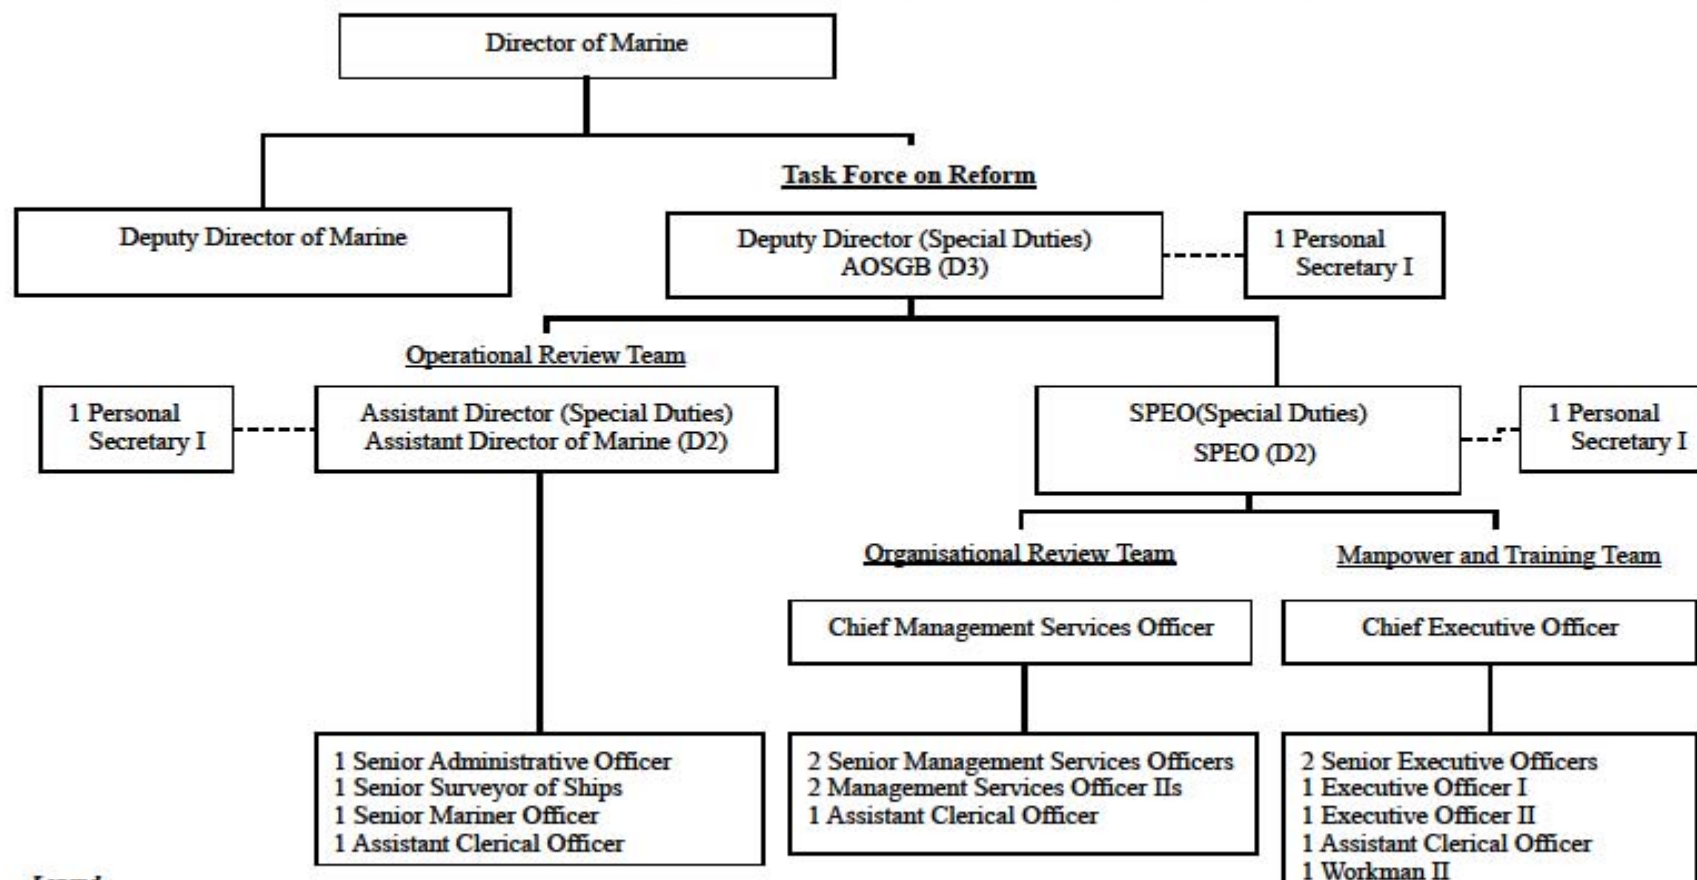 Director of Marine
Task Force on Reform
Deputy Director of Marine
Deputy Director (Special Duties)
AOSGB (D3)
1 Personal
Secretary I
Operational Review Team
1 Personal
Secretary I
Assistant Director (Special Duties)
Assistant Director of Marine (D2)
SPEO(Special Duties)
SPEO (D2)
1 Personal
Secretary I
Organisational Review Team
Manpower and Training Team
Chief Management Services Officer
Chief Executive Officer
1 Senior Administrative Officer
1 Senior Surveyor of Ships
1 Senior Mariner Officer
1 Assistant Clerical Officer
2 Senior Management Services Officers
2 Management Services Officer IIs
1 Assistant Clerical Officer
2 Senior Executive Officers
1 Executive Officer I
1 Executive Officer II
1 Assistant Clerical Officer
1 Workman II